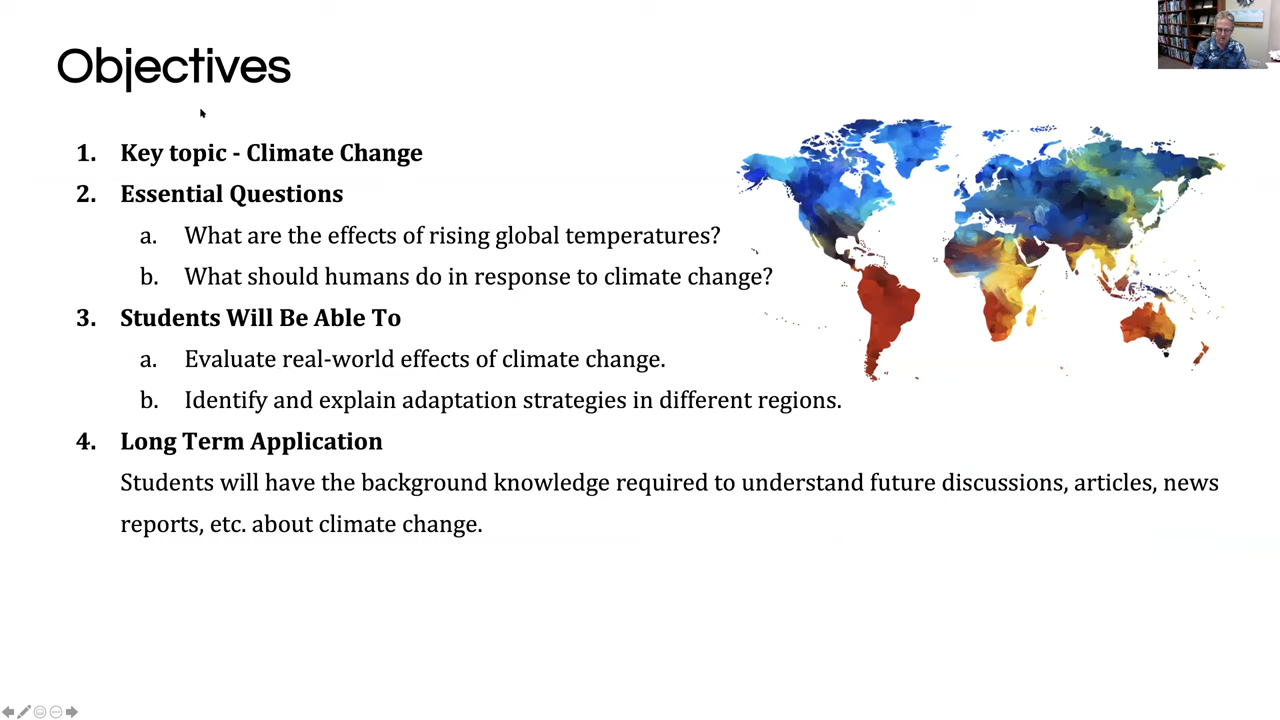 Objectives
1. Key topic - Climate Change
2. Essential Questions
a. What are the effects of rising global temperatures?
b. What should humans do in response to climate change?
3. Students Will Be Able To
a. Evaluate real-world effects of climate change.
b. Identify and explain adaptation strategies in different regions.
4. Long Term Application
Students will have the background knowledge required to understand future discussions, articles, news
reports, etc. about climate change.